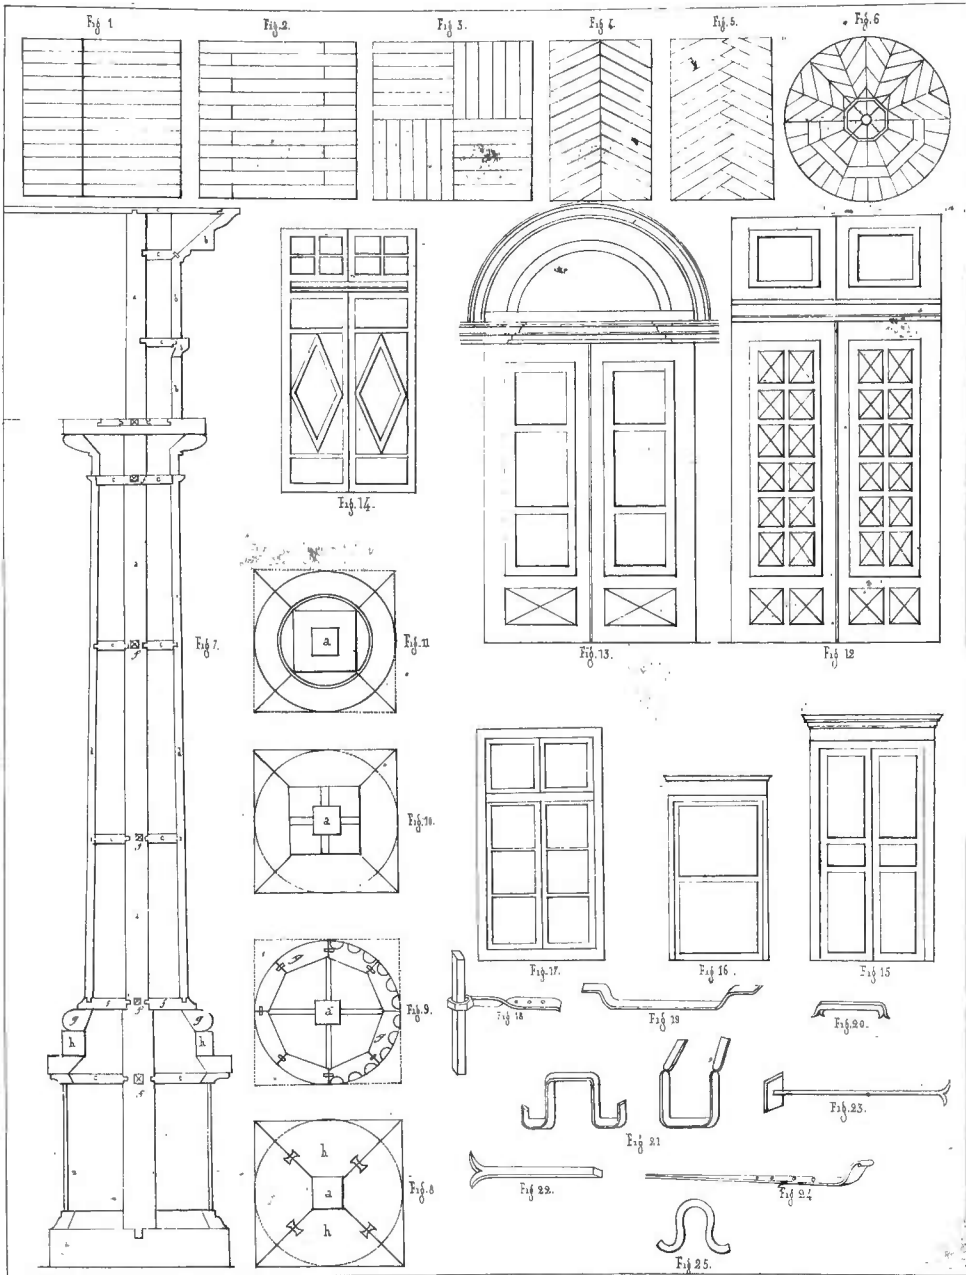 Fig 1
Fig. 2.
Fig 3.
Fig 4.
Fig. 5.
Fig. 6
b
a
c
b
b
b
c
c
f
a
Fig. 14.
Fig. 13.
Fig 12
c
c
f
Fig 7.
a
Fig. 11
a
Fig. 10.
c
c
f
Fig. 17.
Fig 16.
Fig 15
f
f
f
g
g
h
h
g
a
g
Fig. 9.
Fig 18
Fig 19
Fig. 20.
c
c
f
Fig 21
Fig. 23.
h
a
h
Fig. 8
Fig 22.
Fig 24
Fig 25.